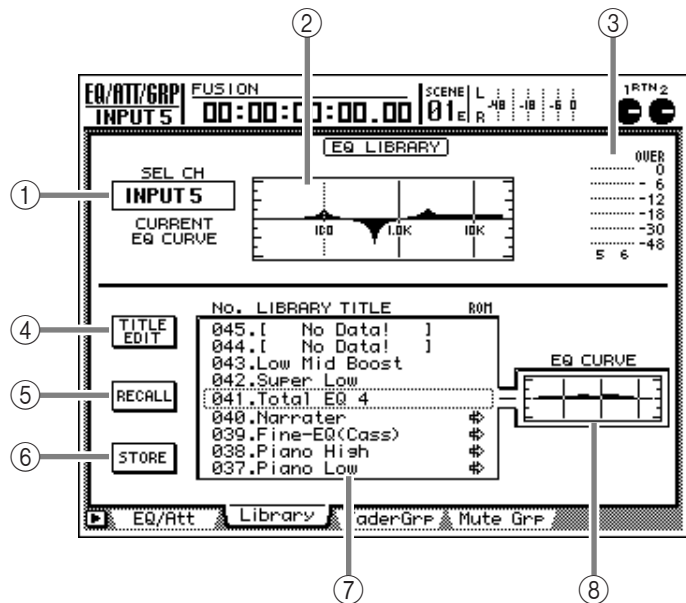 ② ③
EQ/ATT/GRP FUSION SCENE L 1 RTN 2
INPUT 5 00:00:00:00.00 01E R -48 -18 -6 0
EQ LIBRARY
① SEL CH
INPUT 5
CURRENT
EQ CURVE
100 1.0K 10K
OVER
0
- 6
-12
-18
-30
-48
5 6
No. LIBRARY TITLE ROM
④ TITLE
EDIT
⑤ RECALL
⑥ STORE
045.[ No Data! ]
044.[ No Data! ]
043.Low Mid Boost
042.Super Low
041.Total EQ 4
040.Narrater
039.Fine-EQ(Cass)
038.Piano High
037.Piano Low
EQ CURVE
EQ/Att Library FaderGrp Mute Grp
⑦ ⑧